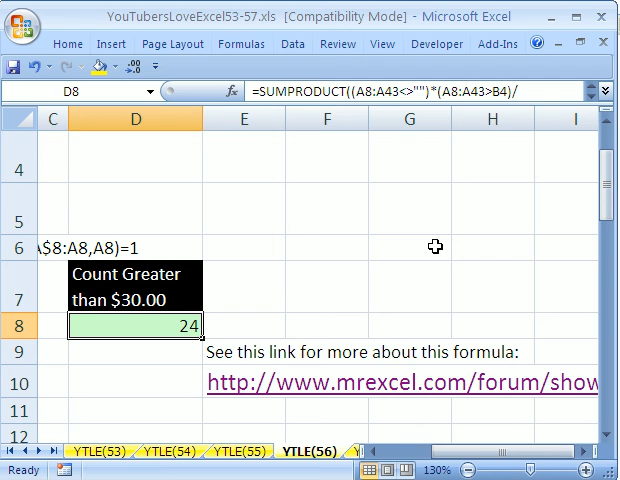 YouTubersLoveExcel53-57.xls [Compatibility Mode] - Microsoft Excel
Home Insert Page Layout Formulas Data Review View Developer Add-Ins
D8 fx =SUMPRODUCT((A8:A43<>"")*(A8:A43>B4)/
C D E F G H I
4
5
6 $8:A8,A8)=1
7 Count Greater
than $30.00
8 24
9 See this link for more about this formula:
10 http://www.mrexcel.com/forum/show
11
12
YTLE(53) YTLE(54) YTLE(55) YTLE(56) Y
Ready 130%